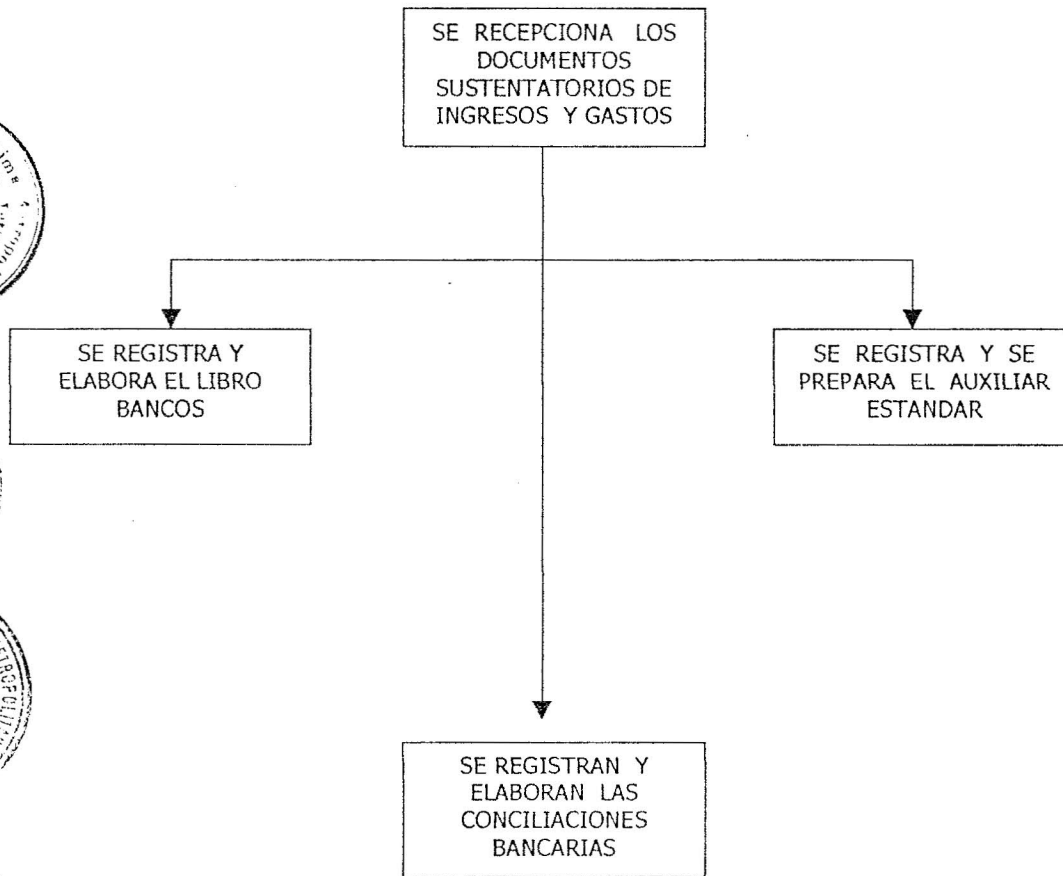 SE RECEPCIONA LOS
DOCUMENTOS
SUSTENTATORIOS DE
INGRESOS Y GASTOS
SE REGISTRA Y
ELABORA EL LIBRO
BANCOS
SE REGISTRA Y SE
PREPARA EL AUXILIAR
ESTANDAR
SE REGISTRAN Y
ELABORAN LAS
CONCILIACIONES
BANCARIAS